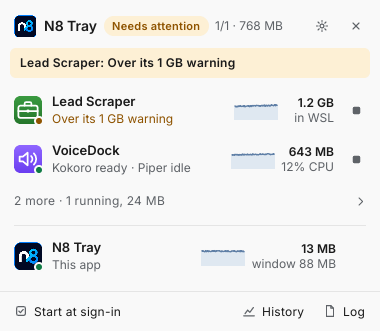 n8 N8 Tray Needs attention 1/1 · 768 MB
Lead Scraper: Over its 1 GB warning
Lead Scraper 1.2 GB
Over its 1 GB warning in WSL
VoiceDock 643 MB
Kokoro ready · Piper idle 12% CPU
2 more · 1 running, 24 MB
n8 N8 Tray 13 MB
This app window 88 MB
Start at sign-in History Log